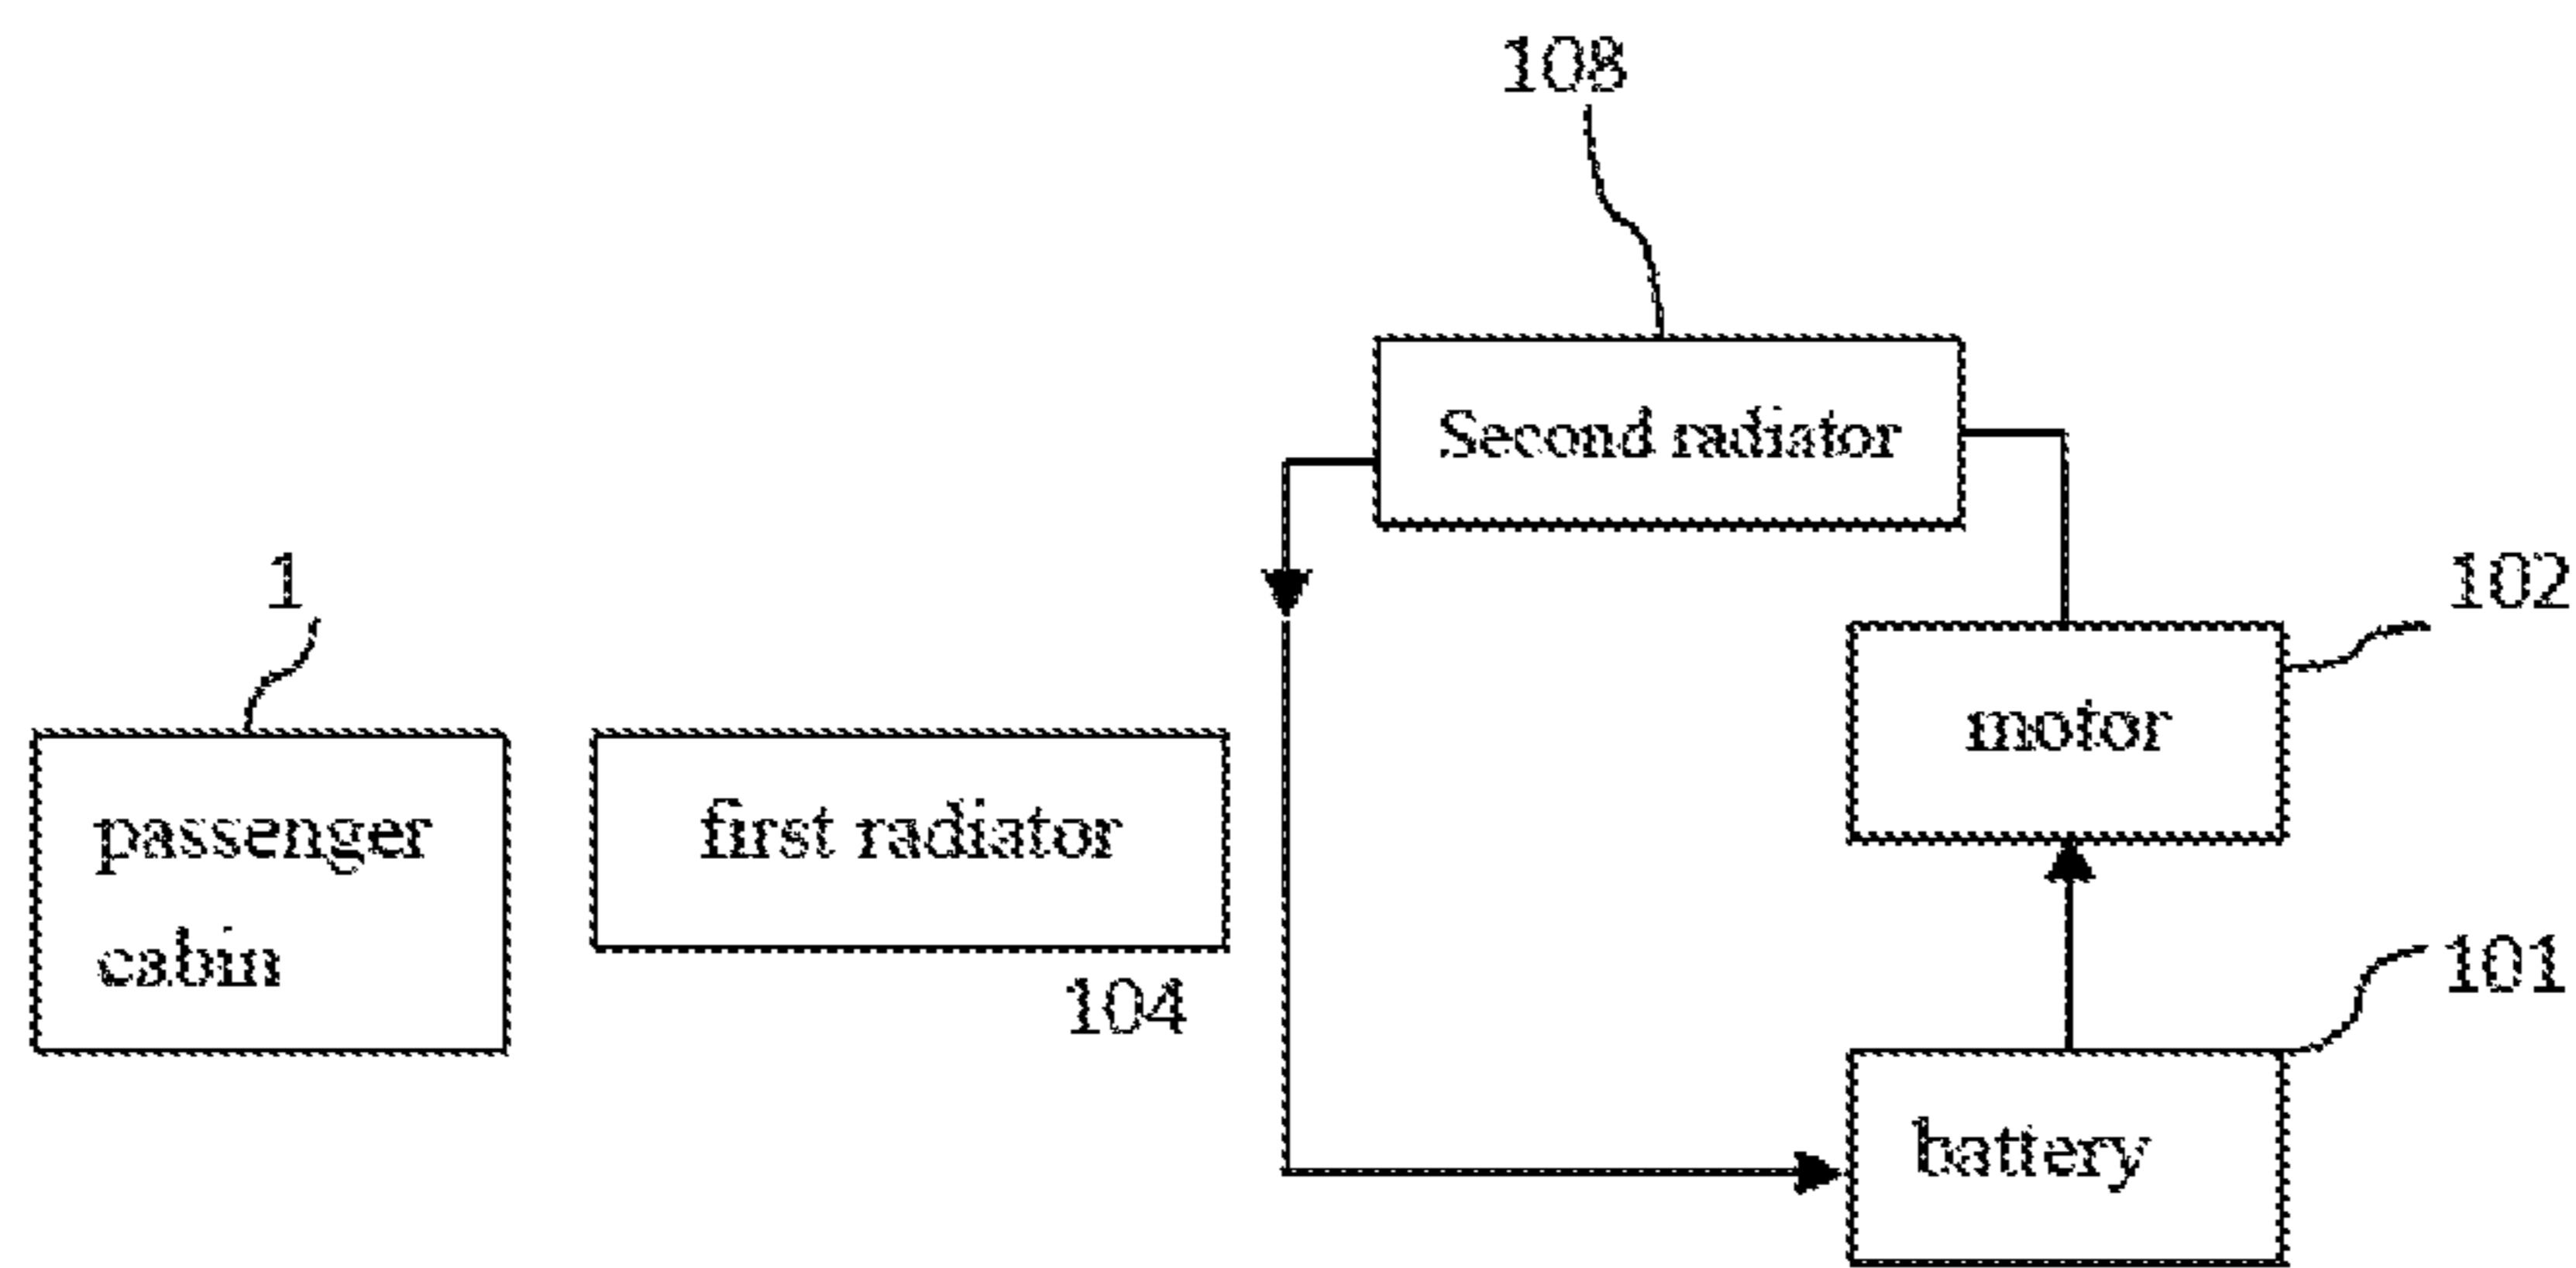 108
Second radiator
1
102
motor
passenger
cabin
first radiator
104
101
battery